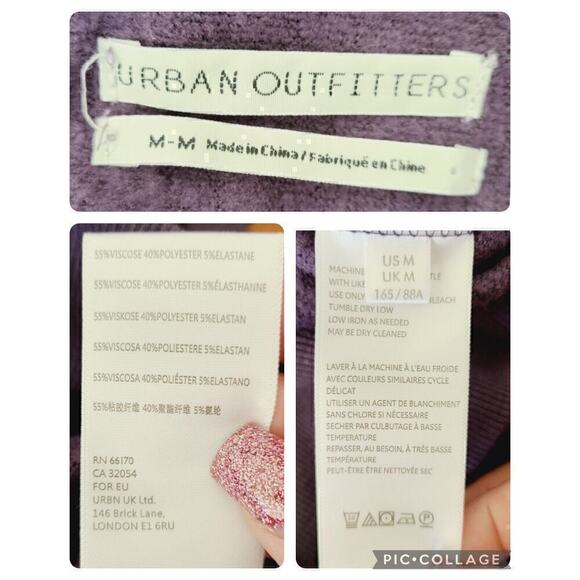 URBAN OUTFITTERS
M-M Made in China / Fabriqué en Chine
55%VISCOSE 40%POLYESTER 5%ELASTANE
55%VISCOSE 40%POLYESTER 5%ÉLASTHANNE
55%VISKOSE 40%POLYESTER 5%ELASTAN
55%VISCOSA 40%POLIESTERE 5%ELASTAN
55%VISCOSA 40%POLIÉSTER 5%ELASTANO
55%粘胶纤维 40%聚酯纤维 5%氨纶
RN 66170
CA 32054
FOR EU
URBN UK Ltd.
146 Brick Lane,
LONDON E1 6RU
US M
UK M
165/88A
MACHINE
WITH LIKE
USE ONLY
TUMBLE DRY LOW
LOW IRON AS NEEDED
MAY BE DRY CLEANED
LAVER À LA MACHINE À L'EAU FROIDE
AVEC COULEURS SIMILAIRES CYCLE
DÉLICAT
UTILISER UN AGENT DE BLANCHIMENT
SANS CHLORE SI NÉCESSAIRE
SECHER PAR CULBUTAGE À BASSE
TEMPERATURE
REPASSER, AU BESOIN, À TRÈS BASSE
TEMPÉRATURE
PEUT-ÊTRE ÊTRE NETTOYÉE SEC
PIC•COLLAGE